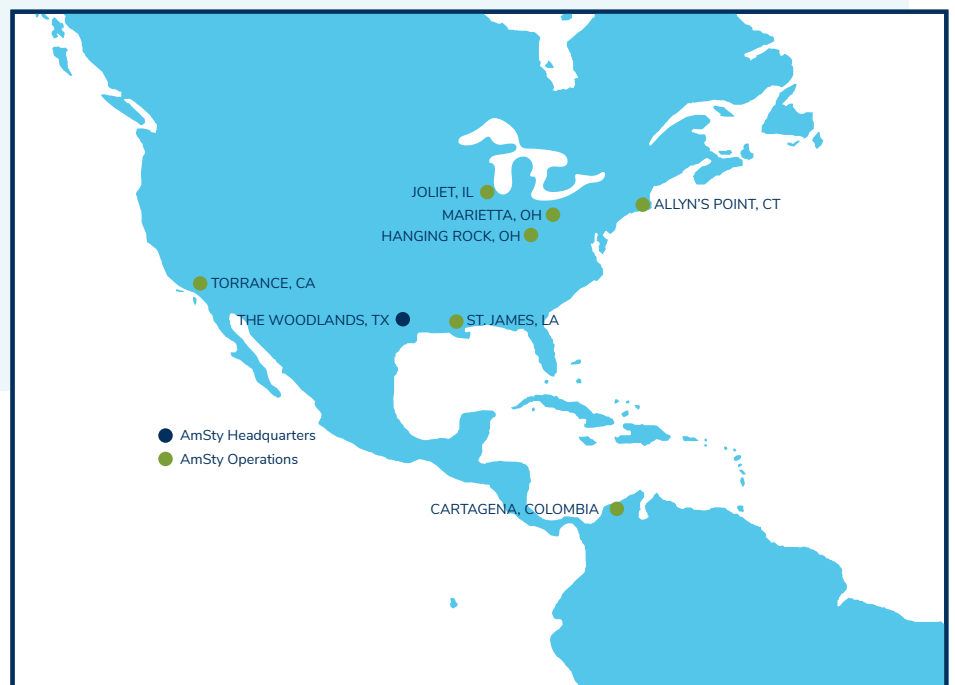 JOLIET, IL
ALLYN'S POINT, CT
MARIETTA, OH
HANGING ROCK, OH
TORRANCE, CA
THE WOODLANDS, TX
ST. JAMES, LA
AmSty Headquarters
AmSty Operations
CARTAGENA, COLOMBIA